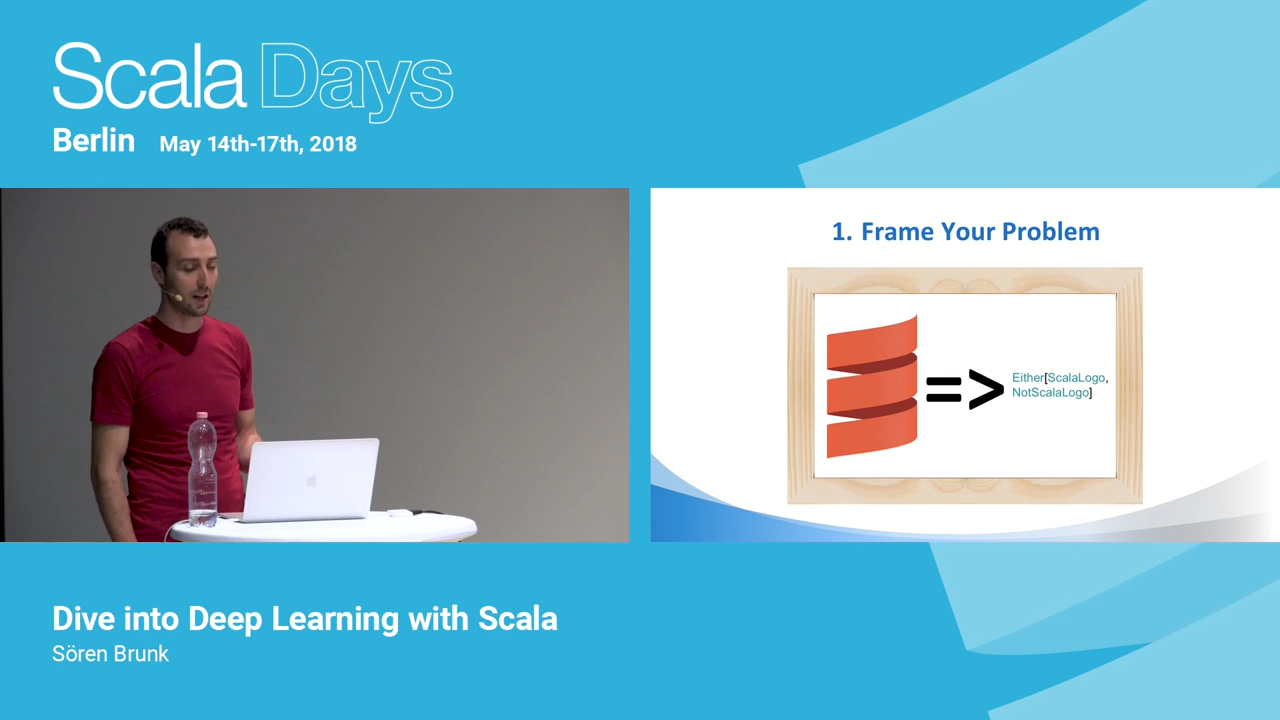 Scala Days
Berlin May 14th-17th, 2018
1. Frame Your Problem
=>
Either[ScalaLogo,
NotScalaLogo]
Dive into Deep Learning with Scala
Sören Brunk